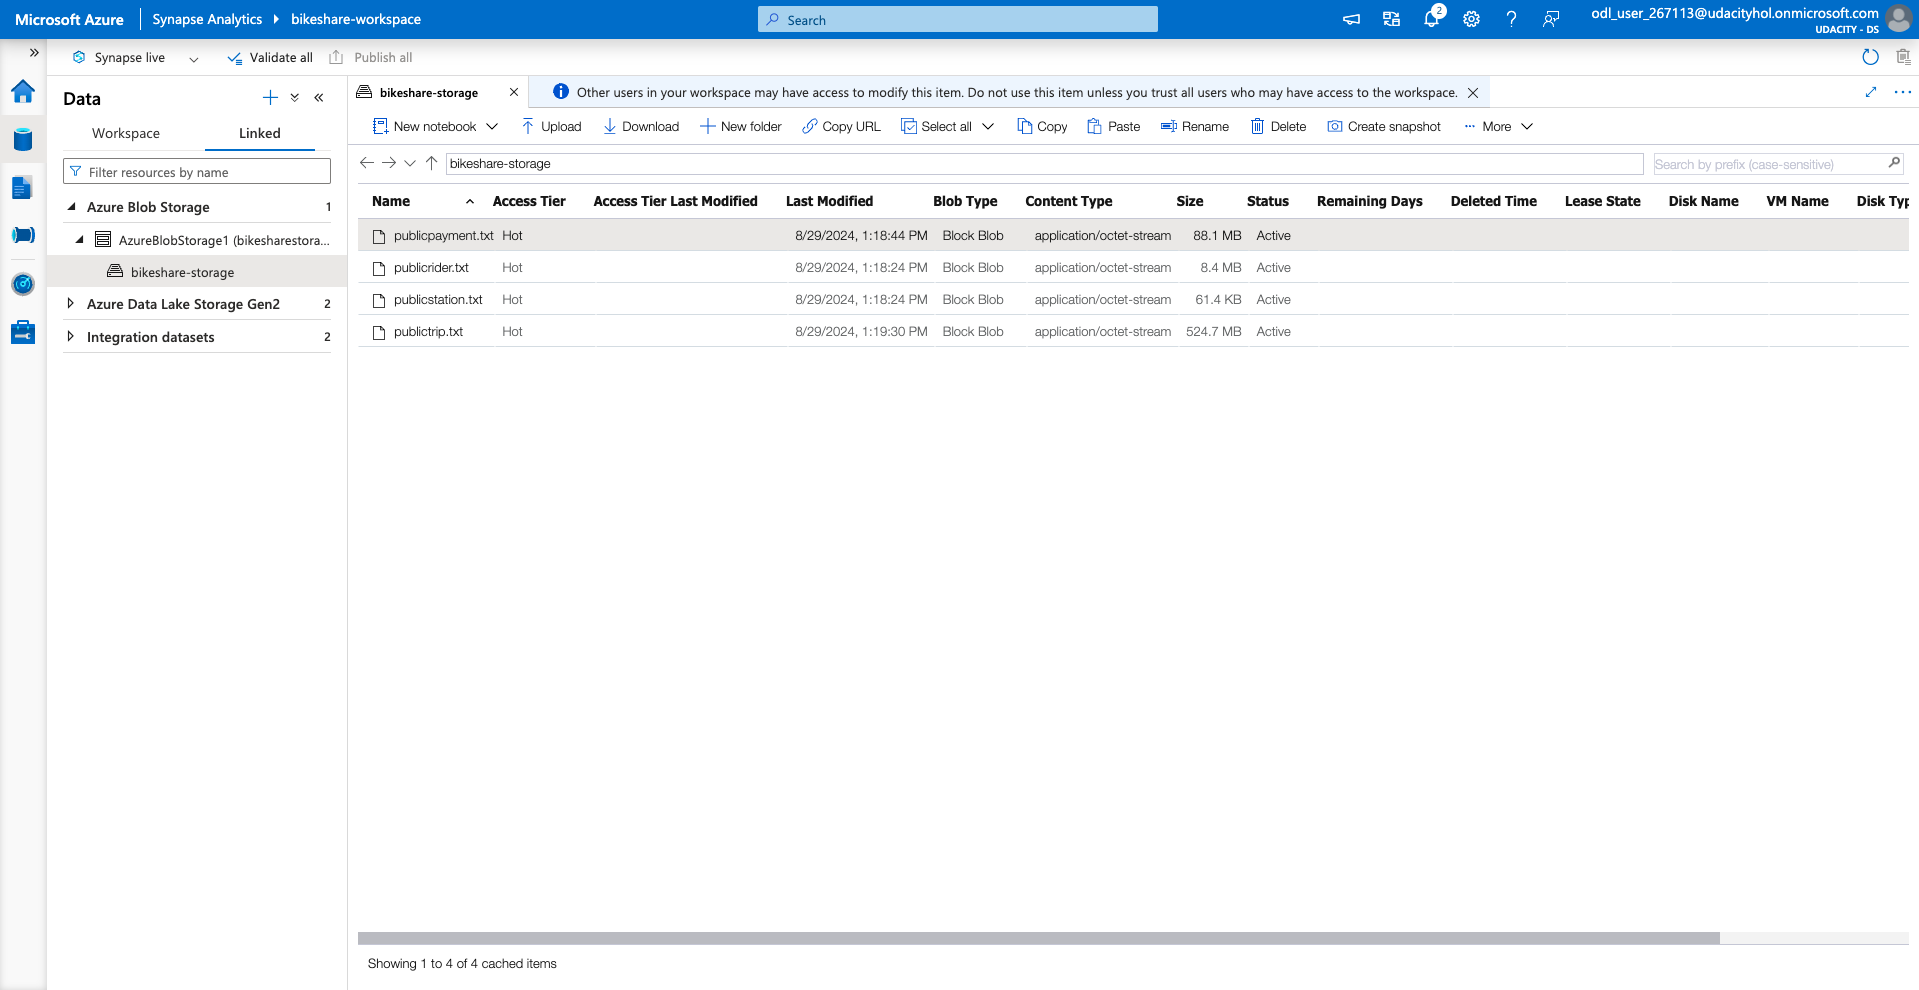 Microsoft Azure Synapse Analytics bikeshare-workspace Search 2 odl_user_267113@udacityhol.onmicrosoft.com
UDACITY - DS
Synapse live Validate all Publish all
Data
Workspace Linked
Filter resources by name
Azure Blob Storage 1
AzureBlobStorage1 (bikesharestora...
bikeshare-storage
Azure Data Lake Storage Gen2 2
Integration datasets 2
bikeshare-storage Other users in your workspace may have access to modify this item. Do not use this item unless you trust all users who may have access to the workspace.
New notebook Upload Download New folder Copy URL Select all Copy Paste Rename Delete Create snapshot More
bikeshare-storage Search by prefix (case-sensitive)
Name Access Tier Access Tier Last Modified Last Modified Blob Type Content Type Size Status Remaining Days Deleted Time Lease State Disk Name VM Name Disk Typ
publicpayment.txt Hot 8/29/2024, 1:18:44 PM Block Blob application/octet-stream 88.1 MB Active
publicrider.txt Hot 8/29/2024, 1:18:24 PM Block Blob application/octet-stream 8.4 MB Active
publicstation.txt Hot 8/29/2024, 1:18:24 PM Block Blob application/octet-stream 61.4 KB Active
publictrip.txt Hot 8/29/2024, 1:19:30 PM Block Blob application/octet-stream 524.7 MB Active
Showing 1 to 4 of 4 cached items